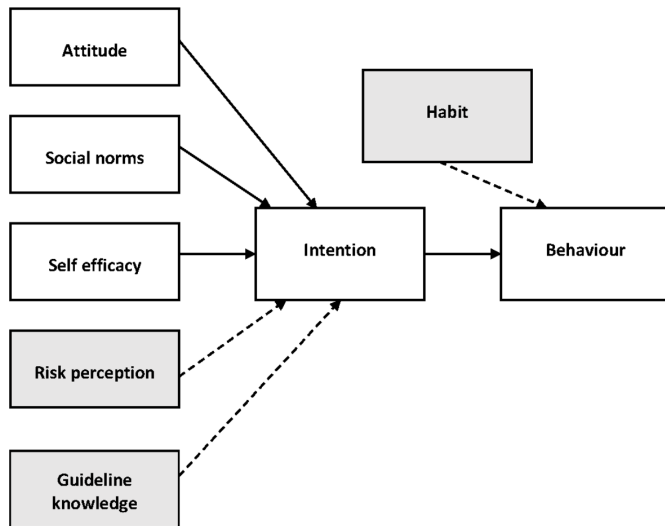 Attitude
Social norms
Self efficacy
Risk perception
Guideline
knowledge
Intention
Habit
Behaviour